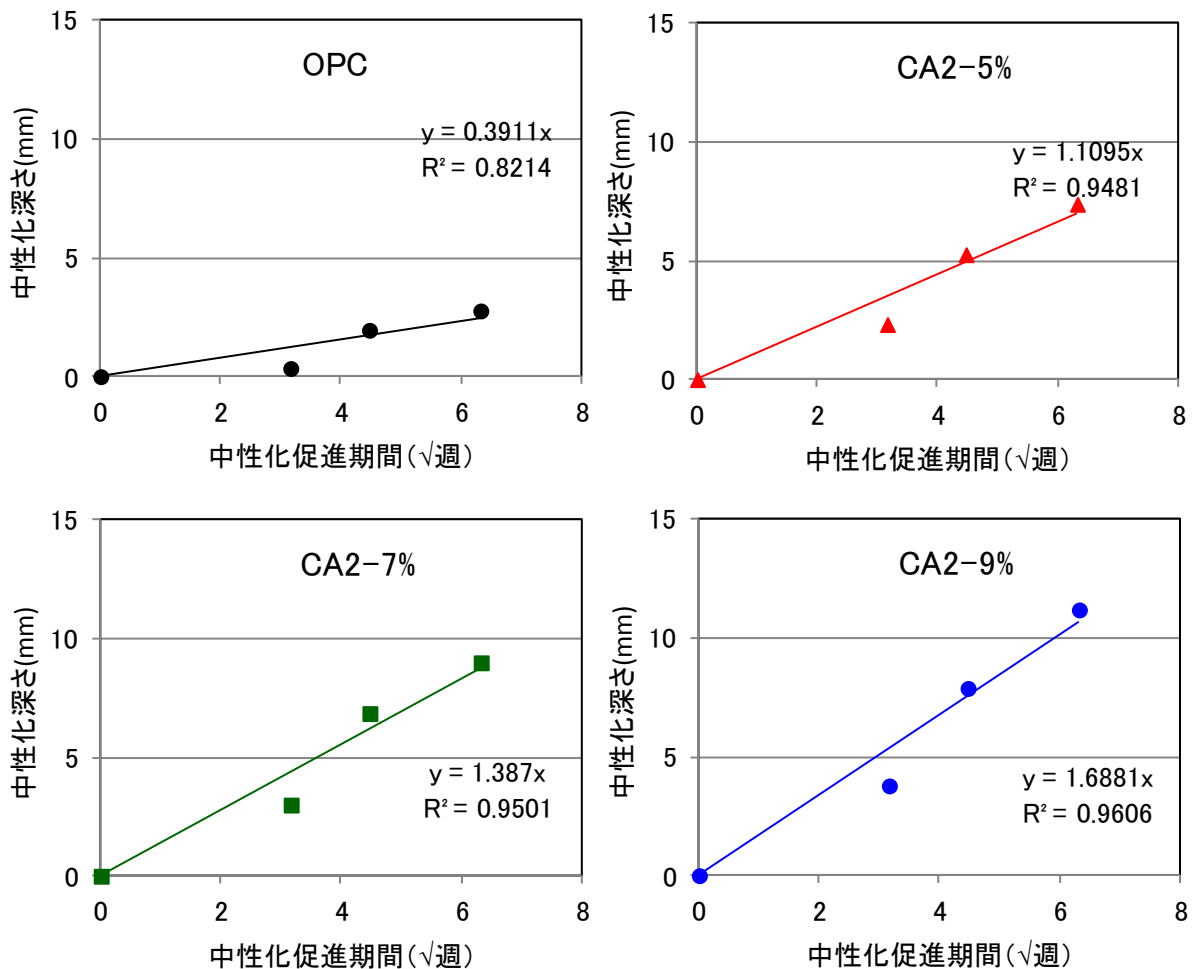 OPC
y = 0.3911x
R² = 0.8214
中性化深さ(mm)
15
10
5
0
0 2 4 6 8
中性化促進期間(√週)
CA2-5%
y = 1.1095x
R² = 0.9481
中性化深さ(mm)
15
10
5
0
0 2 4 6 8
中性化促進期間(√週)
CA2-7%
y = 1.387x
R² = 0.9501
中性化深さ(mm)
15
10
5
0
0 2 4 6 8
中性化促進期間(√週)
CA2-9%
y = 1.6881x
R² = 0.9606
中性化深さ(mm)
15
10
5
0
0 2 4 6 8
中性化促進期間(√週)